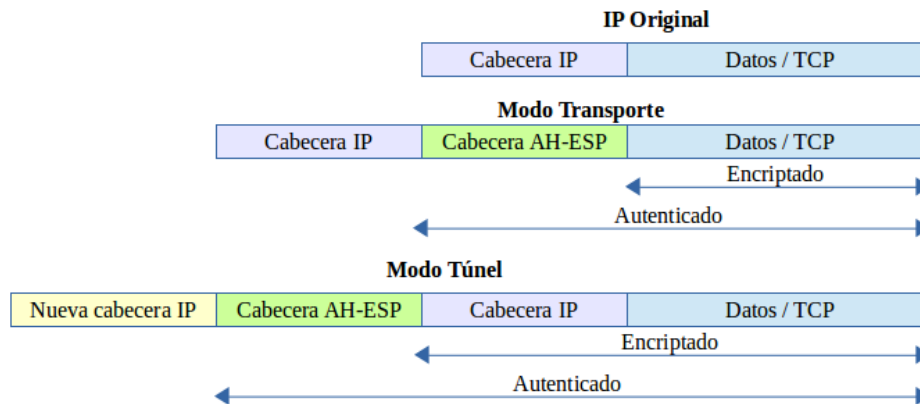 IP Original
Cabecera IP Datos / TCP
Modo Transporte
Cabecera IP Cabecera AH-ESP Datos / TCP
Encriptado
Autenticado
Modo Túnel
Nueva cabecera IP Cabecera AH-ESP Cabecera IP Datos / TCP
Encriptado
Autenticado